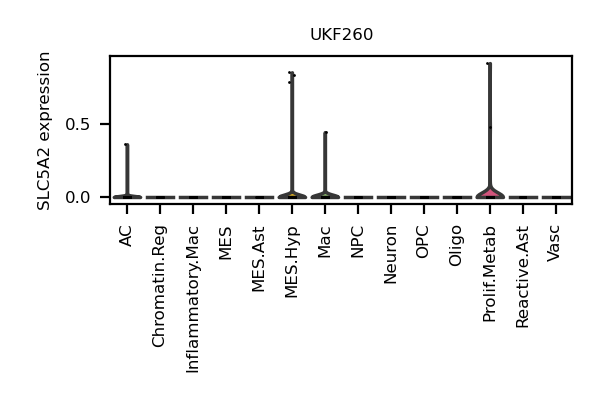 UKF260
SLC5A2 expression
0.5
0.0
AC
Chromatin.Reg
Inflammatory.Mac
MES
MES.Ast
MES.Hyp
Mac
NPC
Neuron
OPC
Oligo
Prolif.Metab
Reactive.Ast
Vasc